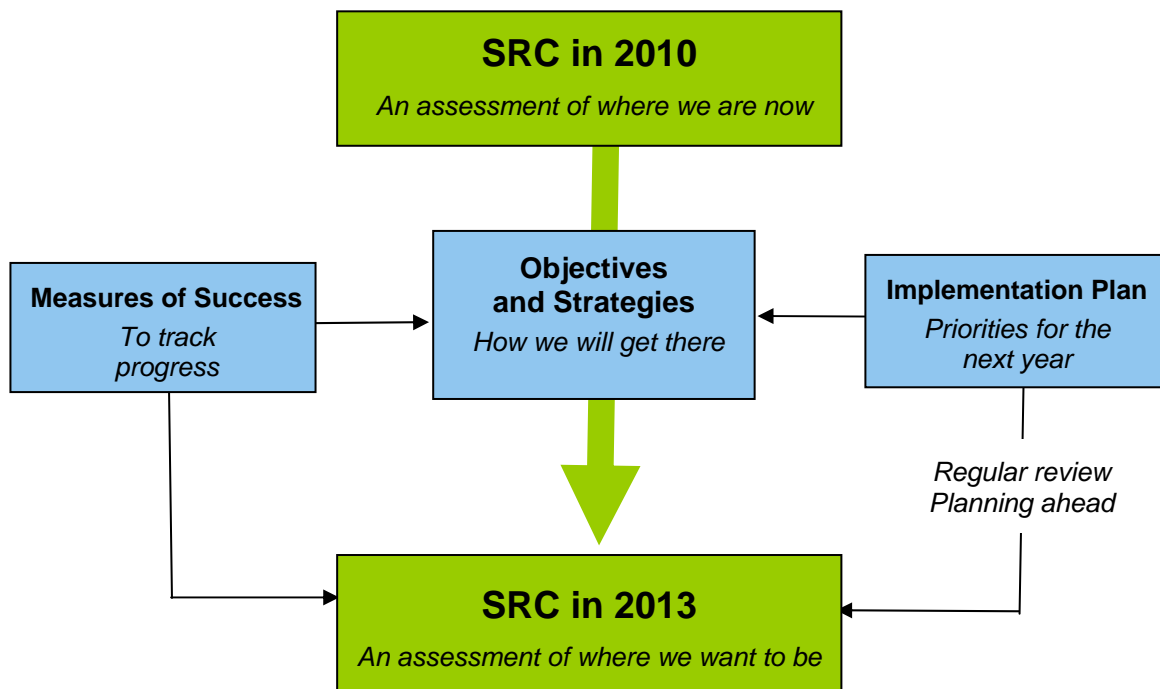 SRC in 2010
An assessment of where we are now
Measures of Success
To track
progress
Objectives
and Strategies
How we will get there
Implementation Plan
Priorities for the
next year
Regular review
Planning ahead
SRC in 2013
An assessment of where we want to be